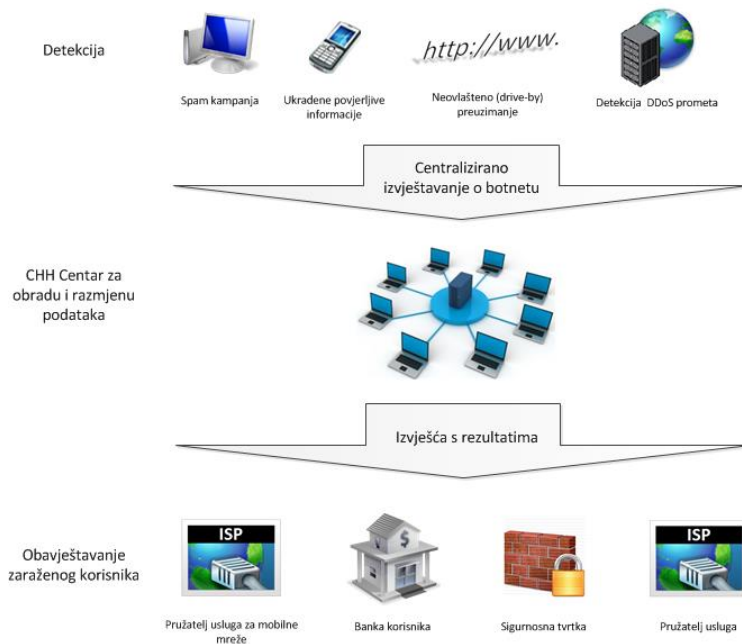 Detekcija
http://www.
Spam kampanja
Ukradene povjerljive
informacije
Neovlašteno (drive-by)
preuzimanje
Detekcija DDoS prometa
Centralizirano
izvještavanje o botnetu
CHH Centar za
obradu i razmjenu
podataka
Izvješća s rezultatima
Obavještavanje
zaraženog korisnika
ISP
$
ISP
Pružatelj usluga za mobilne
mreže
Banka korisnika
Sigurnosna tvrtka
Pružatelj usluga